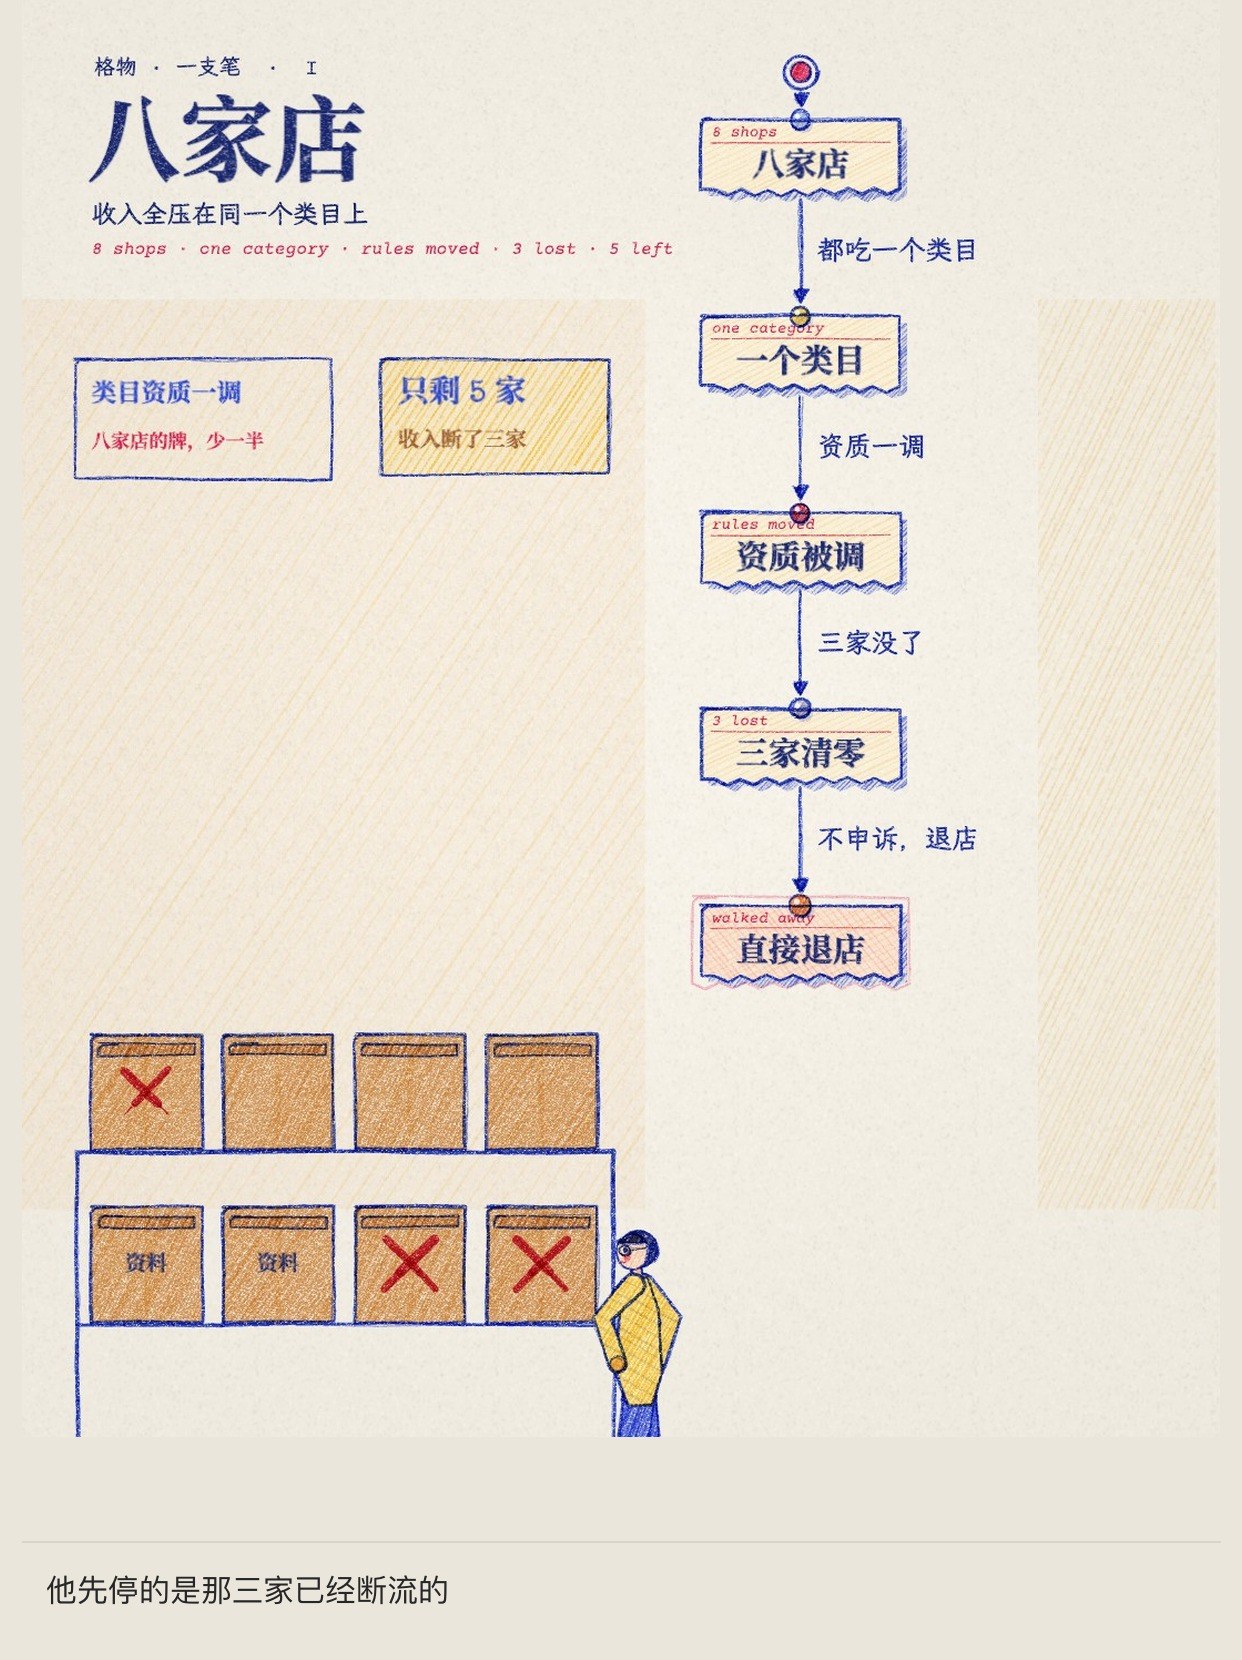 格物 · 一支笔 · I
八家店
收入全压在同一个类目上
8 shops · one category · rules moved · 3 lost · 5 left
类目资质一调
八家店的牌，少一半
只剩 5 家
收入断了三家
8 shops
八家店
都吃一个类目
one category
一个类目
资质一调
rules moved
资质被调
三家没了
3 lost
三家清零
不申诉，退店
walked away
直接退店
资料
资料
他先停的是那三家已经断流的